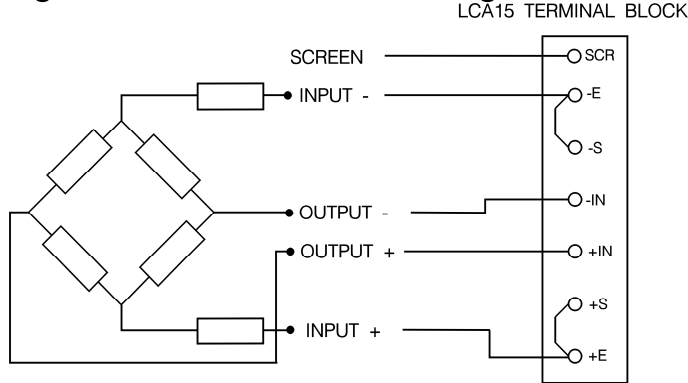 LCA15 TERMINAL BLOCK
SCREEN
SCR
INPUT -
-E
-S
OUTPUT -
-IN
OUTPUT +
+IN
+S
INPUT +
+E